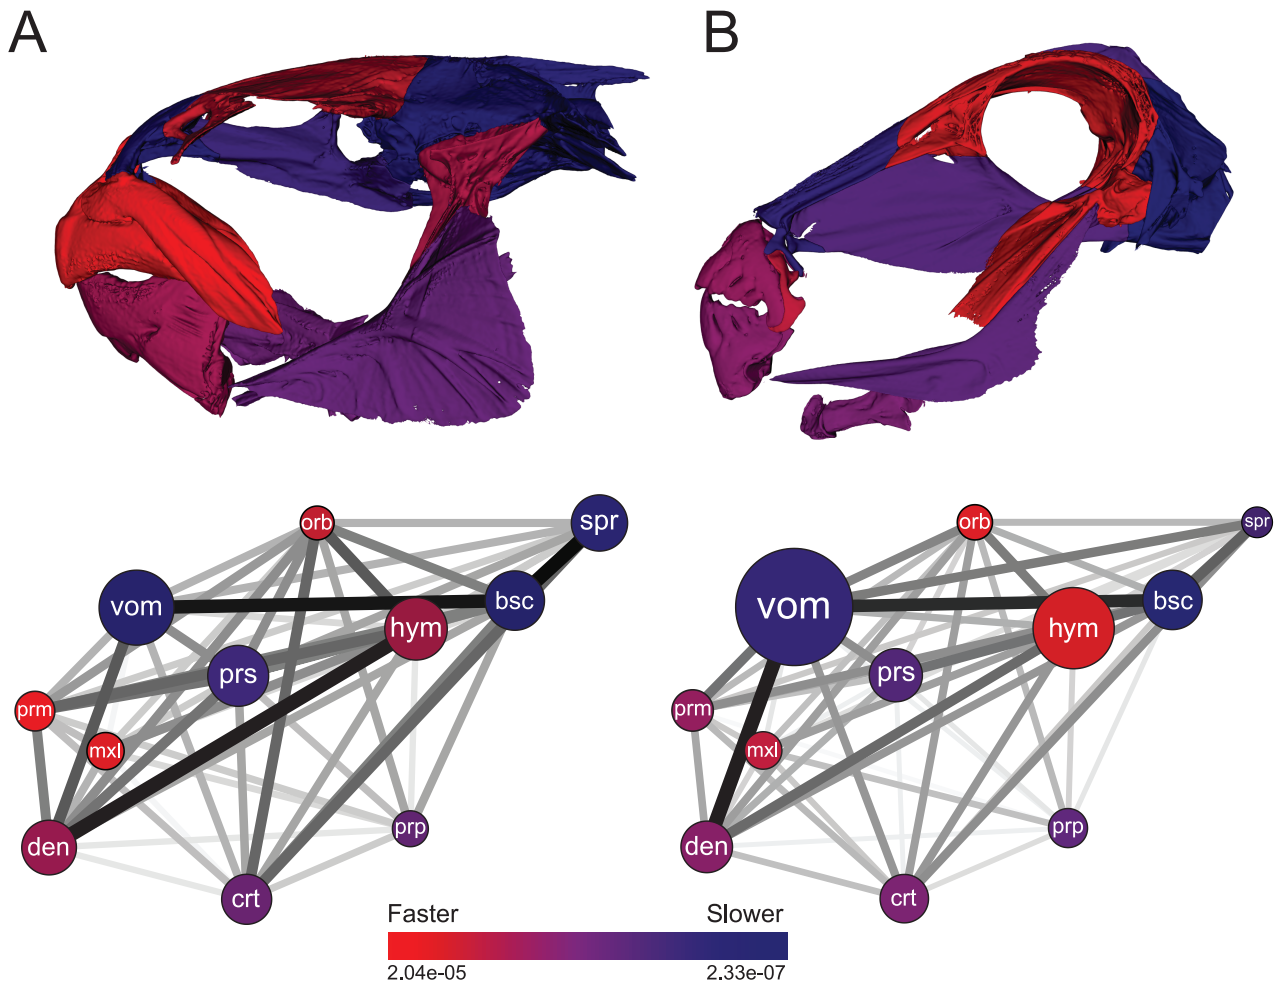 A
B
orb
spr
vom
bsc
hym
prs
prm
mxl
prp
den
crt
orb
spr
vom
bsc
hym
prs
prm
mxl
prp
den
crt
Faster Slower
2.04e-05 2.33e-07